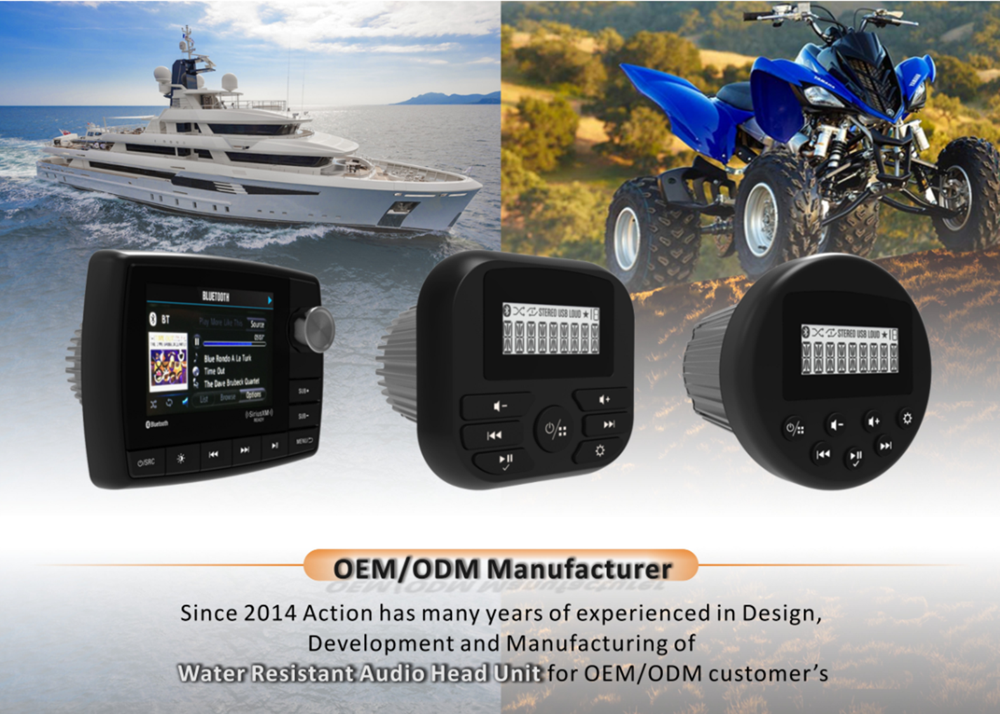 YAMAHA
YAMAHA
BLUETOOTH
BT
Play More Like This
Source
Blue Rondo A La Turk
Time Out
The Dave Brubeck Quartet
List Browse Options
Bluetooth
SiriusXM
READY
SUB+
SUB-
MENU/
/SRC
STEREO USB LOUD
STEREO USB LOUD
OEM/ODM Manufacturer
Since 2014 Action has many years of experienced in Design,
Development and Manufacturing of
Water Resistant Audio Head Unit for OEM/ODM customer's